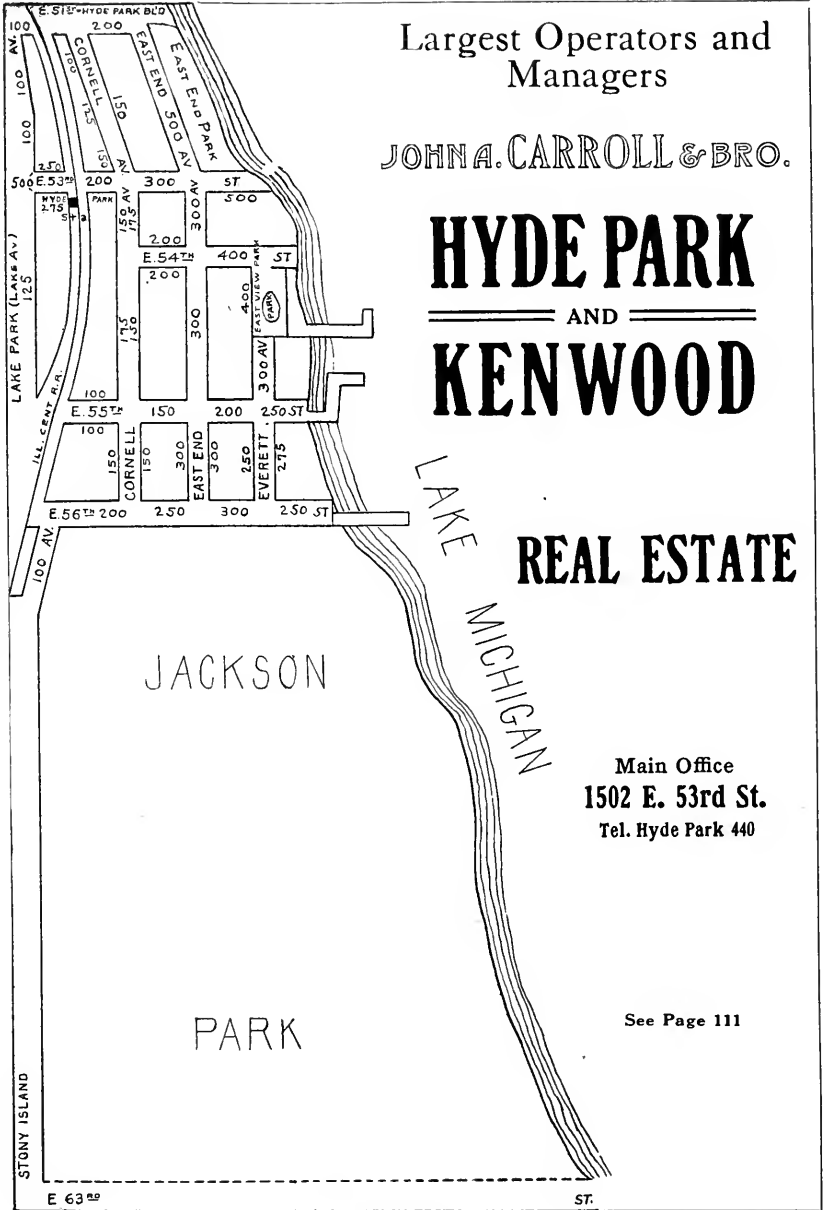 E. 51ST - HYDE PARK BL'D
100
200
AV.
100
100
CORNELL
100
125
150
AV
150
EAST END
500 AV
EAST END PARK
250
500 E. 53RD 200 300 ST
HYDE PARK
275
Sta
150
175
AV
300 AV
500
200
E. 54TH 400 ST
200
LAKE PARK (LAKE AV)
125
175
150
300
400
EAST VIEW PARK
PARK
300 AV
ILL. CENT R.R.
100
E. 55TH 150 200 250 ST
100
150
CORNELL
150
300
EAST END
300
250
EVERETT
275
E. 56TH 200 250 300 250 ST
100 AV.
JACKSON
PARK
STONY ISLAND
E 63RD ST.
LAKE MICHIGAN
Largest Operators and
Managers
JOHN A. CARROLL & BRO.
HYDE PARK
AND
KENWOOD
REAL ESTATE
Main Office
1502 E. 53rd St.
Tel. Hyde Park 440
See Page 111